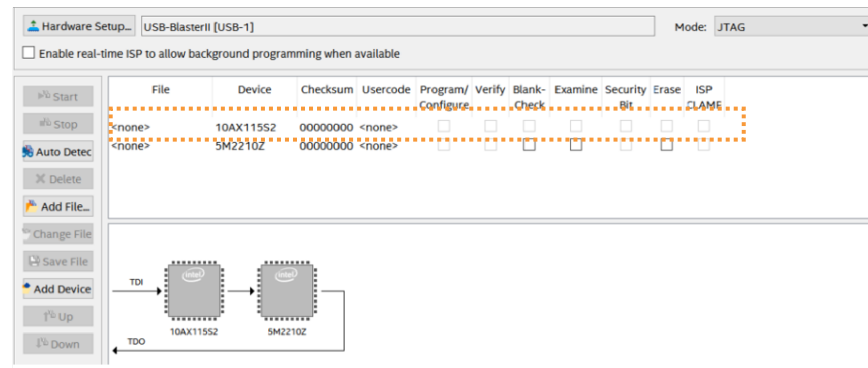 Hardware Setup... USB-BlasterII [USB-1] Mode: JTAG
Enable real-time ISP to allow background programming when available
Start
Stop
Auto Detec
Delete
Add File...
Change File
Save File
Add Device
Up
Down
File Device Checksum Usercode Program/ Verify Blank- Examine Security Erase ISP
Configure Check Bit CLAMP
<none> 10AX115S2 00000000 <none>
<none> 5M2210Z 00000000 <none>
TDI
intel intel
10AX115S2 5M2210Z
TDO